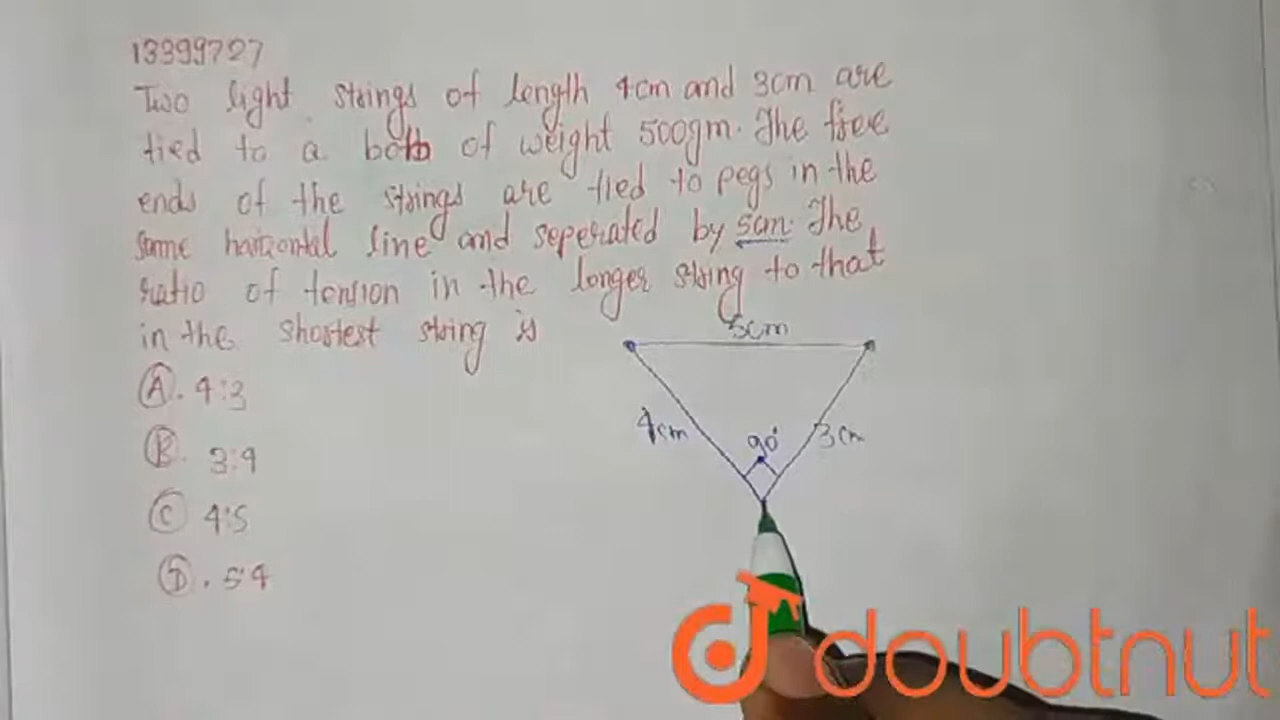 13399727
Two light strings of length 4cm and 3cm are
tied to a bob of weight 500gm. The free
ends of the strings are tied to pegs in the
same horizontal line and seperated by 5cm. The
ratio of tension in the longer string to that
in the shortest string is
5cm
(A). 4:3
4cm
90°
3cm
(B). 3:4
(C) 4:5
(D). 5:4
doubtnut